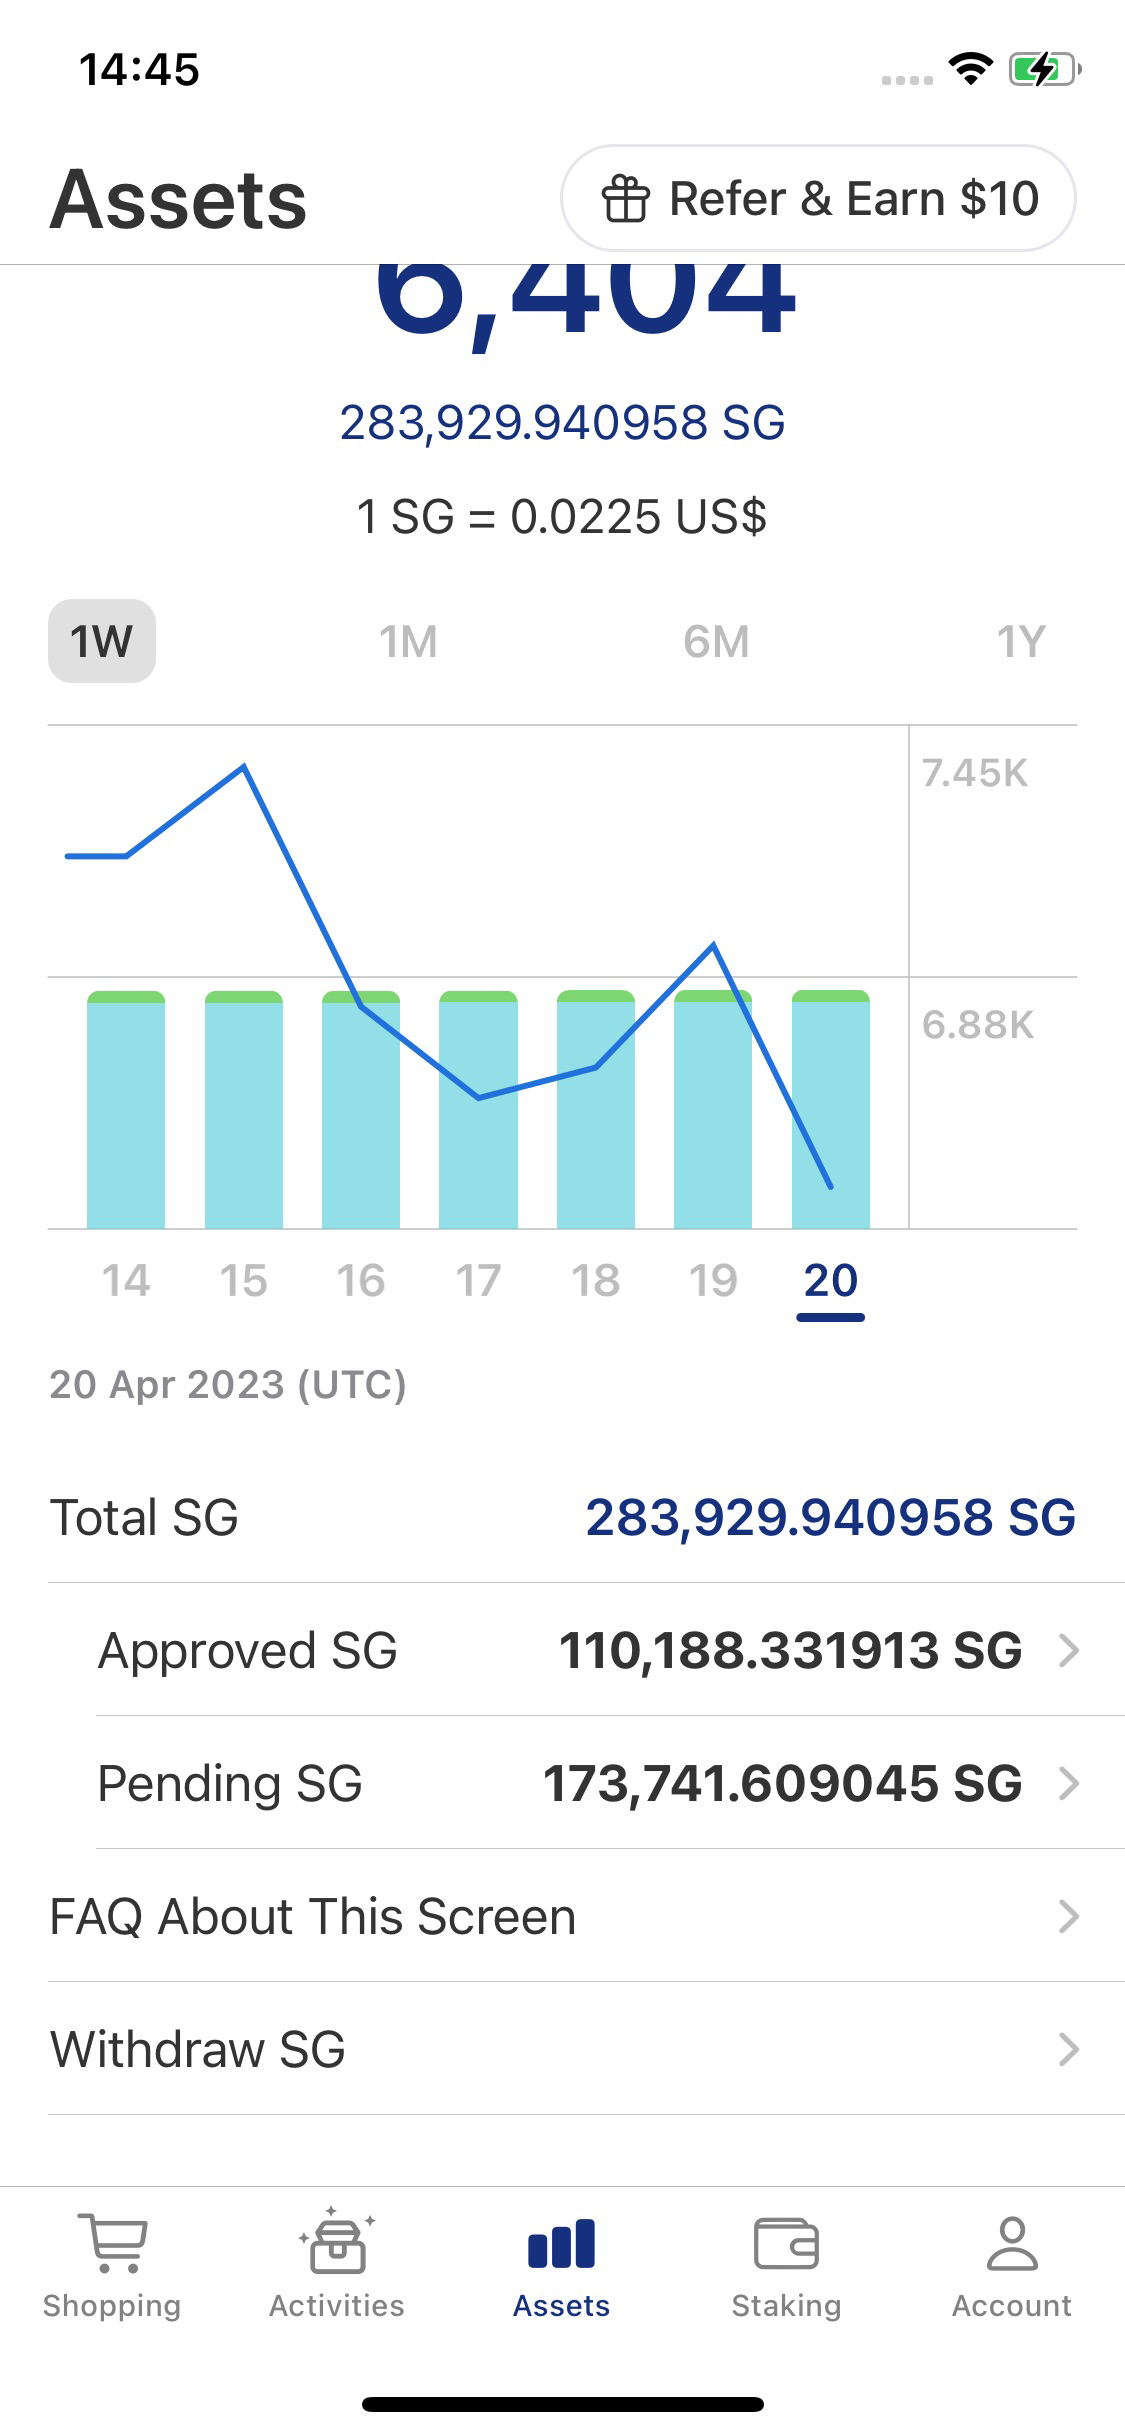 14:45
Assets
Refer & Earn $10
6,404
283,929.940958 SG
1 SG = 0.0225 US$
1W 1M 6M 1Y
7.45K
6.88K
14 15 16 17 18 19 20
20 Apr 2023 (UTC)
Total SG 283,929.940958 SG
Approved SG 110,188.331913 SG
Pending SG 173,741.609045 SG
FAQ About This Screen
Withdraw SG
Shopping Activities Assets Staking Account